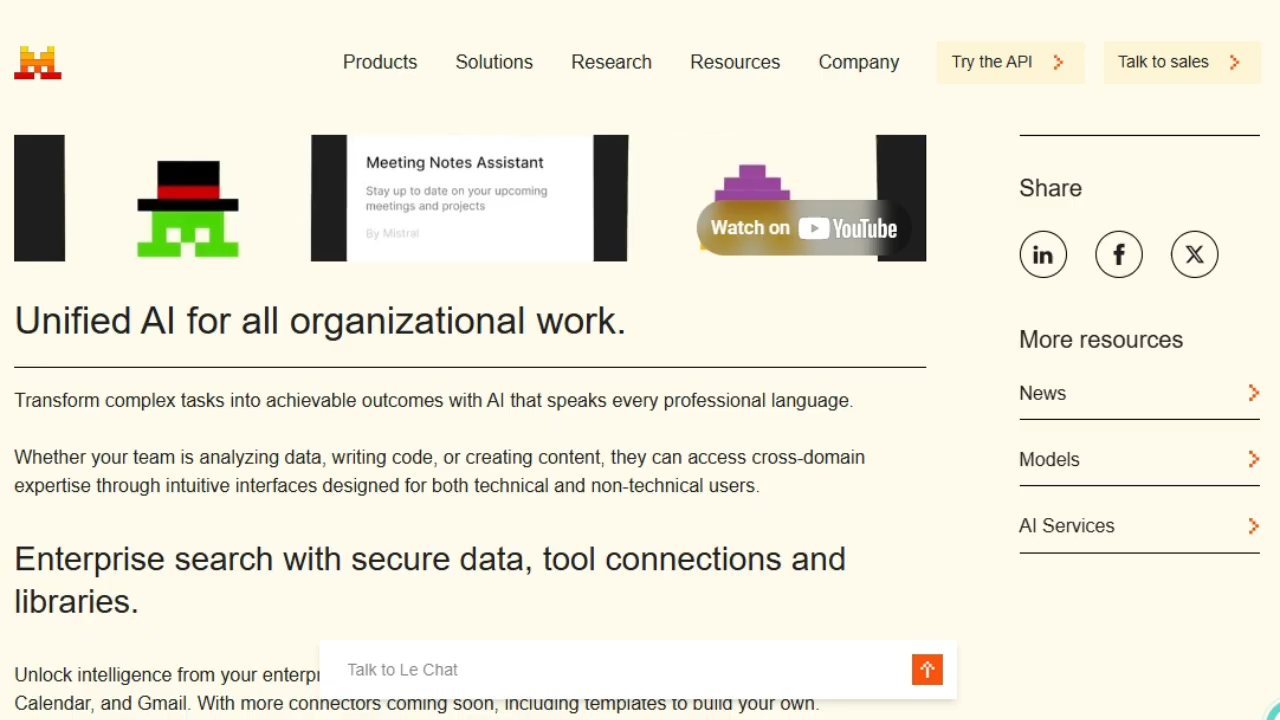 Products
Solutions
Research
Resources
Company
Try the API
Talk to sales
Meeting Notes Assistant
Stay up to date on your upcoming
meetings and projects
By Mistral
Watch on YouTube
Unified AI for all organizational work.
Transform complex tasks into achievable outcomes with AI that speaks every professional language.
Whether your team is analyzing data, writing code, or creating content, they can access cross-domain
expertise through intuitive interfaces designed for both technical and non-technical users.
Enterprise search with secure data, tool connections and
libraries.
Unlock intelligence from your
Calendar, and Gmail. With more connectors coming soon, including templates to build your own.
Talk to Le Chat
Share
in
f
X
More resources
News
Models
AI Services